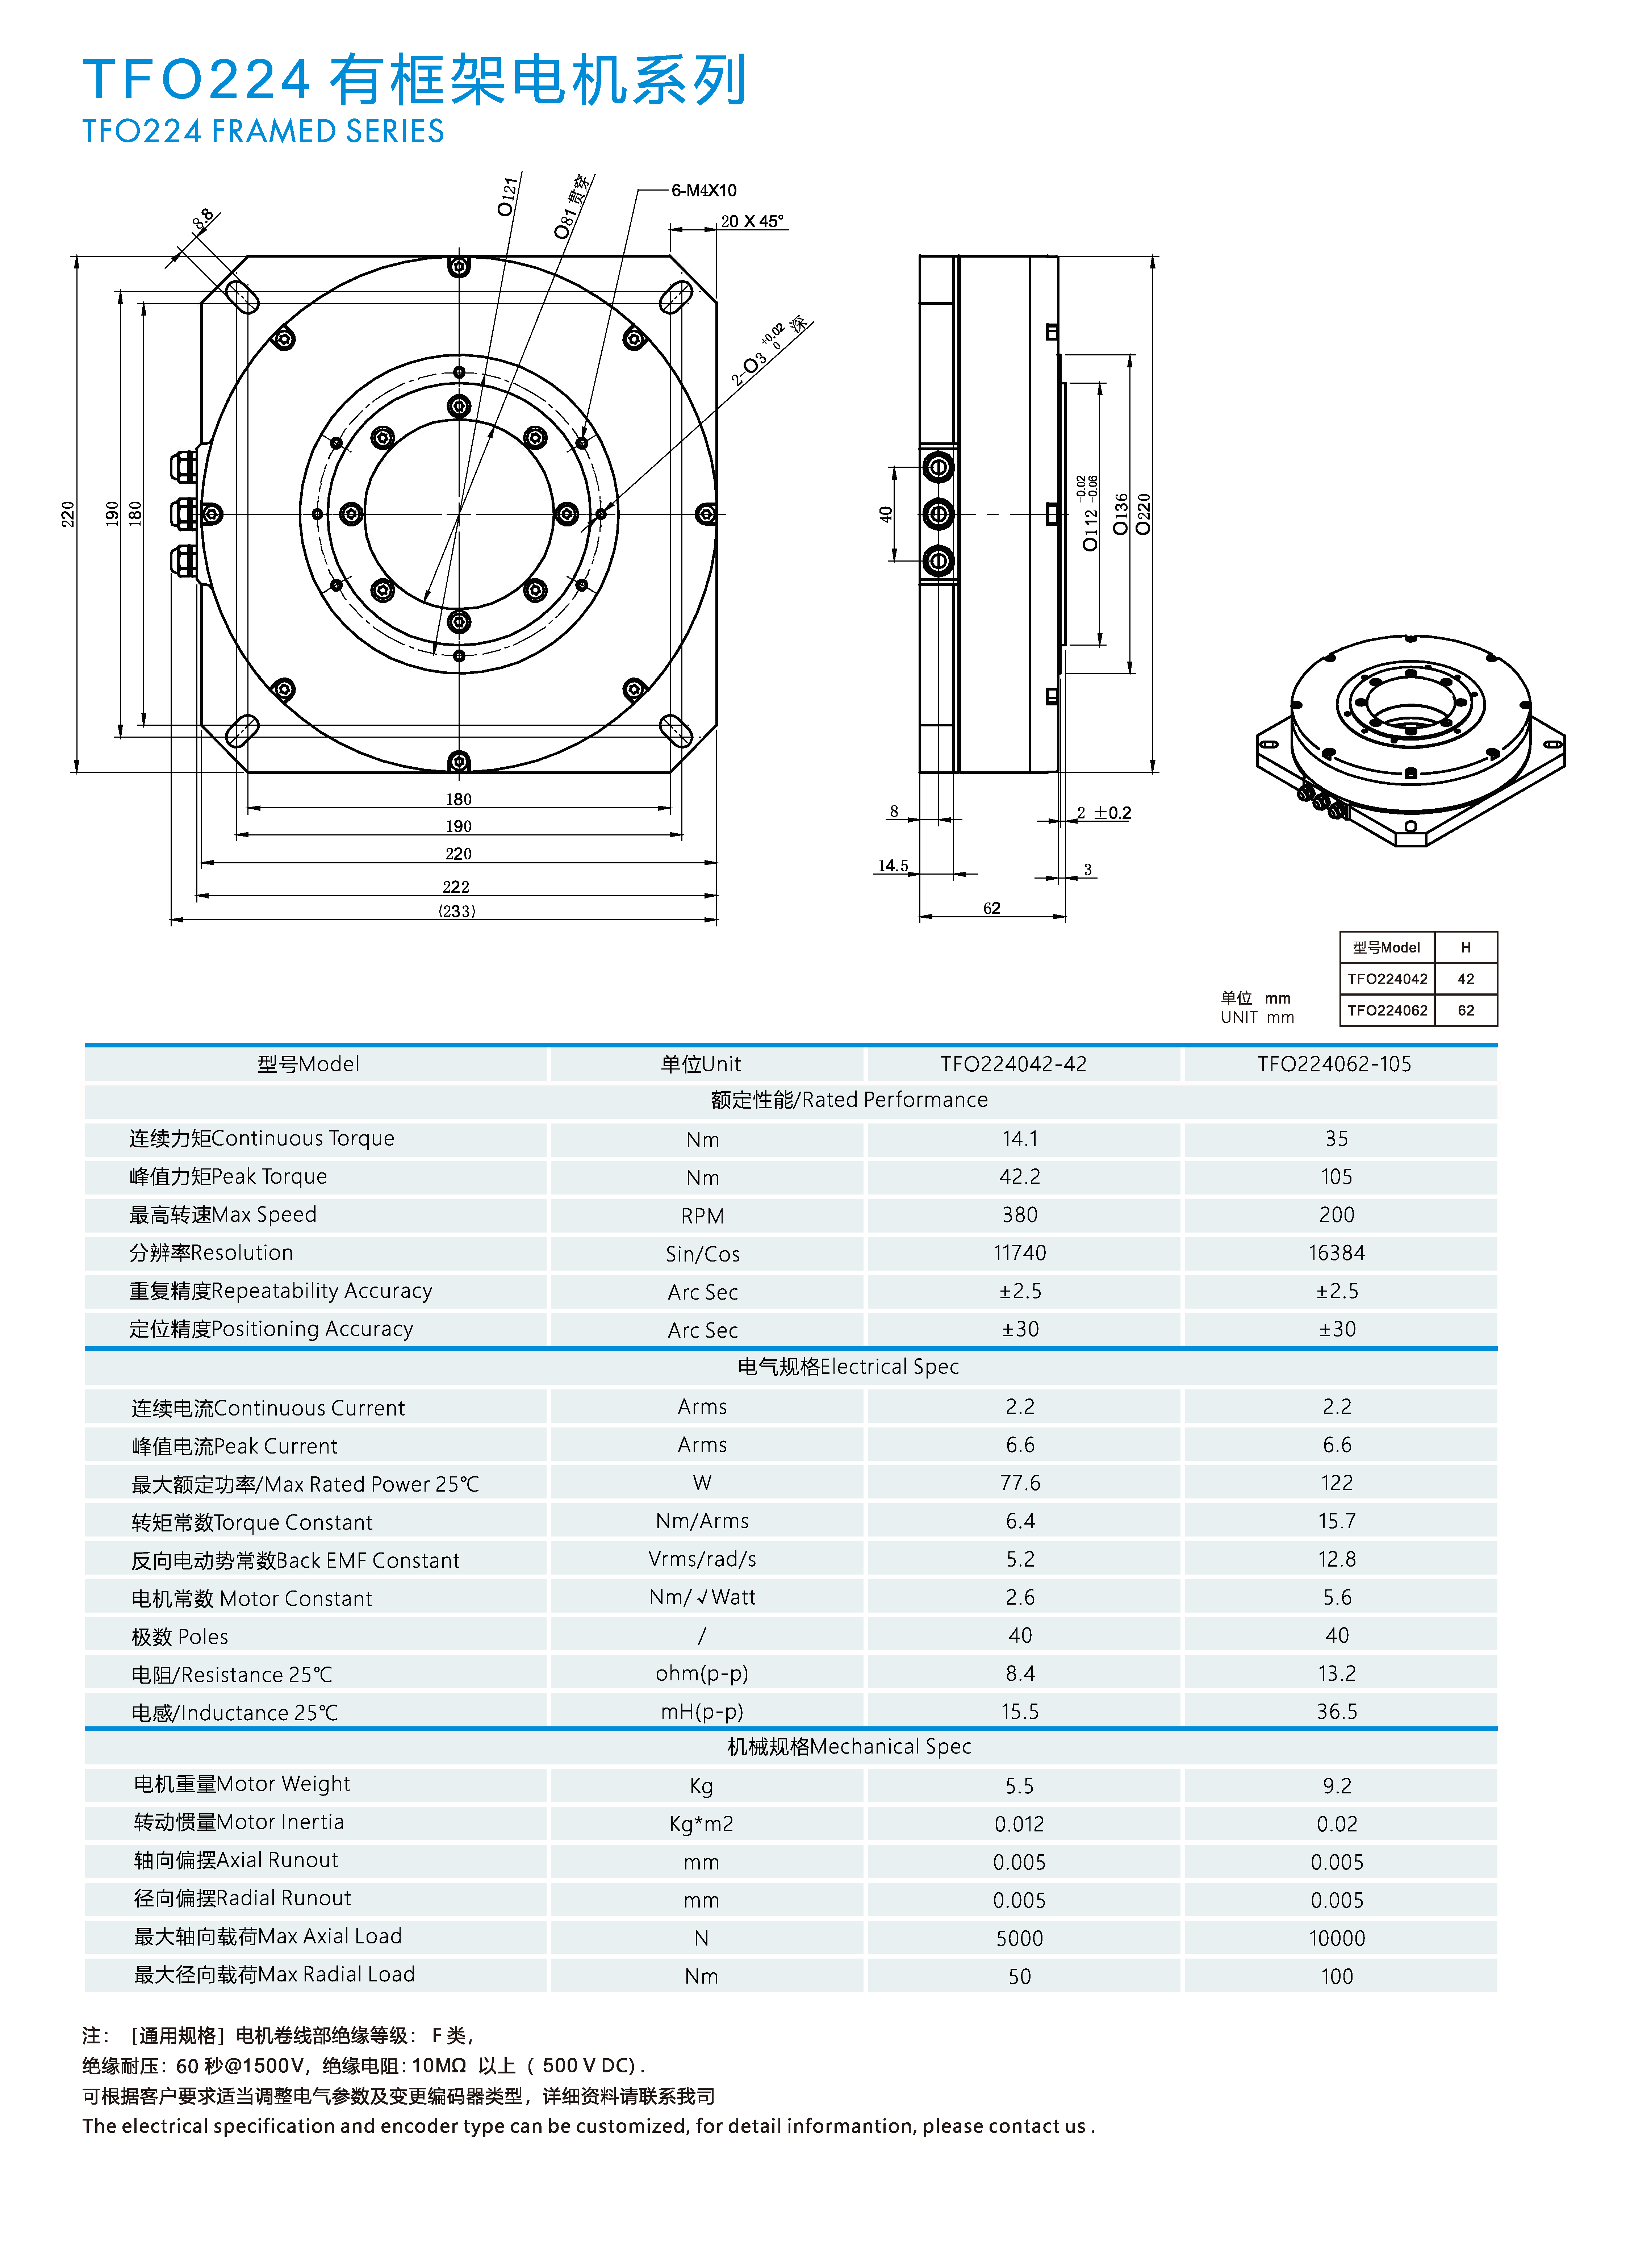 TFO224 有框架电机系列
TFO224 FRAMED SERIES
8.8
O121
O81 贯穿
6-M4X10
20 X 45°
2-O3 +0.02 0 深
220
190
180
180
190
220
222
(233)
40
O112 -0.02 -0.06
O136
O220
8
2 ±0.2
14.5
3
62
型号Model H
TFO224042 42
TFO224062 62
单位 mm
UNIT mm
型号Model 单位Unit TFO224042-42 TFO224062-105
额定性能/Rated Performance
连续力矩Continuous Torque Nm 14.1 35
峰值力矩Peak Torque Nm 42.2 105
最高转速Max Speed RPM 380 200
分辨率Resolution Sin/Cos 11740 16384
重复精度Repeatability Accuracy Arc Sec ±2.5 ±2.5
定位精度Positioning Accuracy Arc Sec ±30 ±30
电气规格Electrical Spec
连续电流Continuous Current Arms 2.2 2.2
峰值电流Peak Current Arms 6.6 6.6
最大额定功率/Max Rated Power 25℃ W 77.6 122
转矩常数Torque Constant Nm/Arms 6.4 15.7
反向电动势常数Back EMF Constant Vrms/rad/s 5.2 12.8
电机常数 Motor Constant Nm/√Watt 2.6 5.6
极数 Poles / 40 40
电阻/Resistance 25℃ ohm(p-p) 8.4 13.2
电感/Inductance 25℃ mH(p-p) 15.5 36.5
机械规格Mechanical Spec
电机重量Motor Weight Kg 5.5 9.2
转动惯量Motor Inertia Kg*m2 0.012 0.02
轴向偏摆Axial Runout mm 0.005 0.005
径向偏摆Radial Runout mm 0.005 0.005
最大轴向载荷Max Axial Load N 5000 10000
最大径向载荷Max Radial Load Nm 50 100
注： [通用规格] 电机卷线部绝缘等级： F 类，
绝缘耐压：60 秒@1500V，绝缘电阻：10MΩ 以上 ( 500 V DC) .
可根据客户要求适当调整电气参数及变更编码器类型，详细资料请联系我司
The electrical specification and encoder type can be customized, for detail informantion, please contact us .